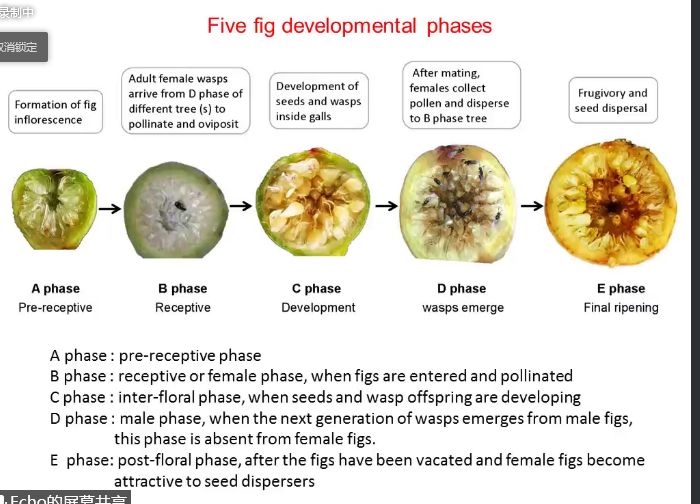 录制中
取消锁定
Five fig developmental phases
Formation of fig
inflorescence
Adult female wasps
arrive from D phase of
different tree (s) to
pollinate and oviposit
Development of
seeds and wasps
inside galls
After mating,
females collect
pollen and disperse
to B phase tree
Frugivory and
seed dispersal
A phase
Pre-receptive
B phase
Receptive
C phase
Development
D phase
wasps emerge
E phase
Final ripening
A phase : pre-receptive phase
B phase : receptive or female phase, when figs are entered and pollinated
C phase : inter-floral phase, when seeds and wasp offspring are developing
D phase : male phase, when the next generation of wasps emerges from male figs,
this phase is absent from female figs.
E phase: post-floral phase, after the figs have been vacated and female figs become
attractive to seed dispersers
Echo的屏幕共享